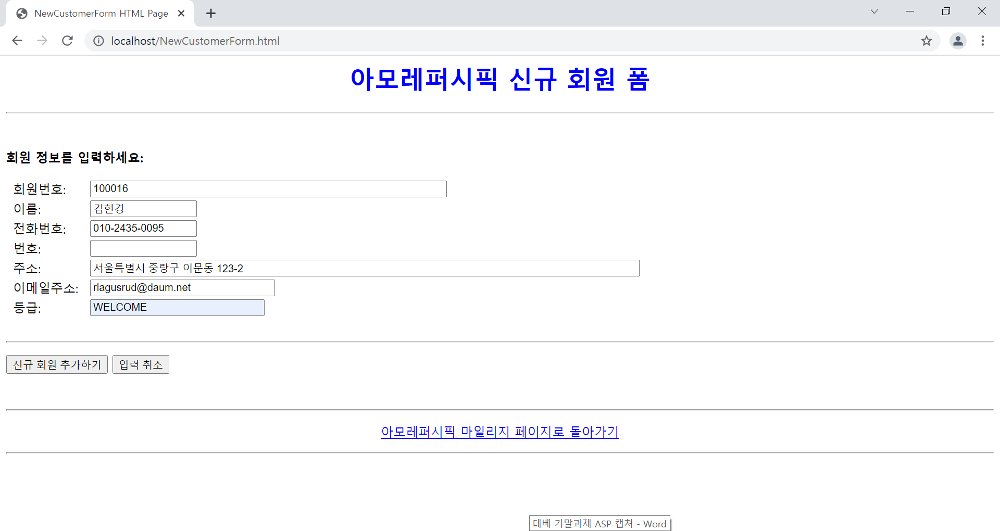 NewCustomerForm HTML Page
localhost/NewCustomerForm.html
아모레퍼시픽 신규 회원 폼
회원 정보를 입력하세요:
회원번호: 100016
이름: 김현경
전화번호: 010-2435-0095
번호:
주소: 서울특별시 중랑구 이문동 123-2
이메일주소: rlagusrud@daum.net
등급: WELCOME
신규 회원 추가하기 입력 취소
아모레퍼시픽 마일리지 페이지로 돌아가기
데베 기말과제 ASP 캡쳐 - Word